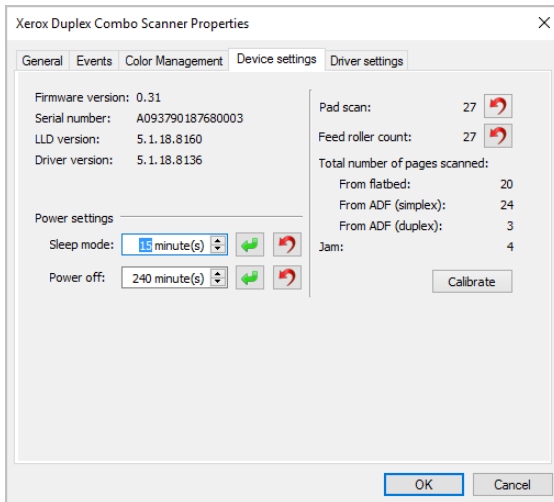 Xerox Duplex Combo Scanner Properties
General Events Color Management Device settings Driver settings
Firmware version: 0.31
Serial number: A093790187680003
LLD version: 5.1.18.8160
Driver version: 5.1.18.8136
Power settings
Sleep mode: 15 minute(s)
Power off: 240 minute(s)
Pad scan: 27
Feed roller count: 27
Total number of pages scanned:
From flatbed: 20
From ADF (simplex): 24
From ADF (duplex): 3
Jam: 4
Calibrate
OK Cancel